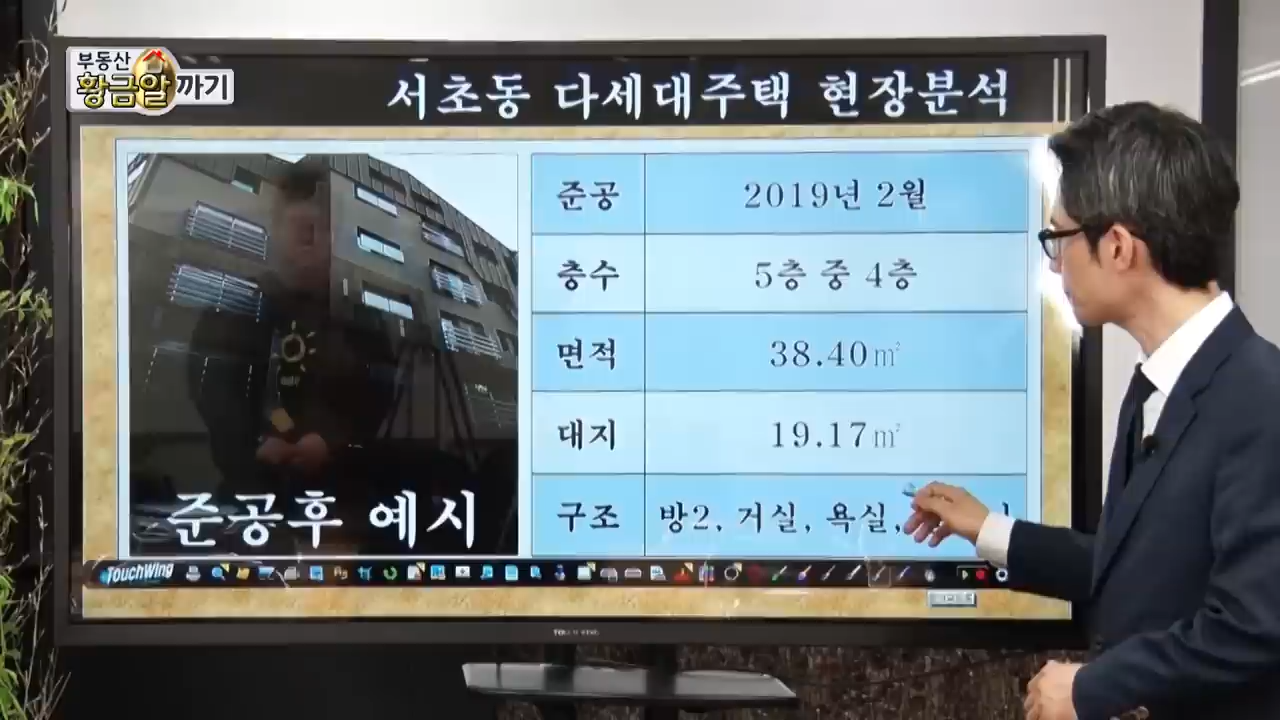 부동산
황금알까기
서초동 다세대주택 현장분석
준공 2019년 2월
층수 5층 중 4층
면적 38.40㎡
대지 19.17㎡
구조 방2, 거실, 욕실,
준공후 예시
TouchWing